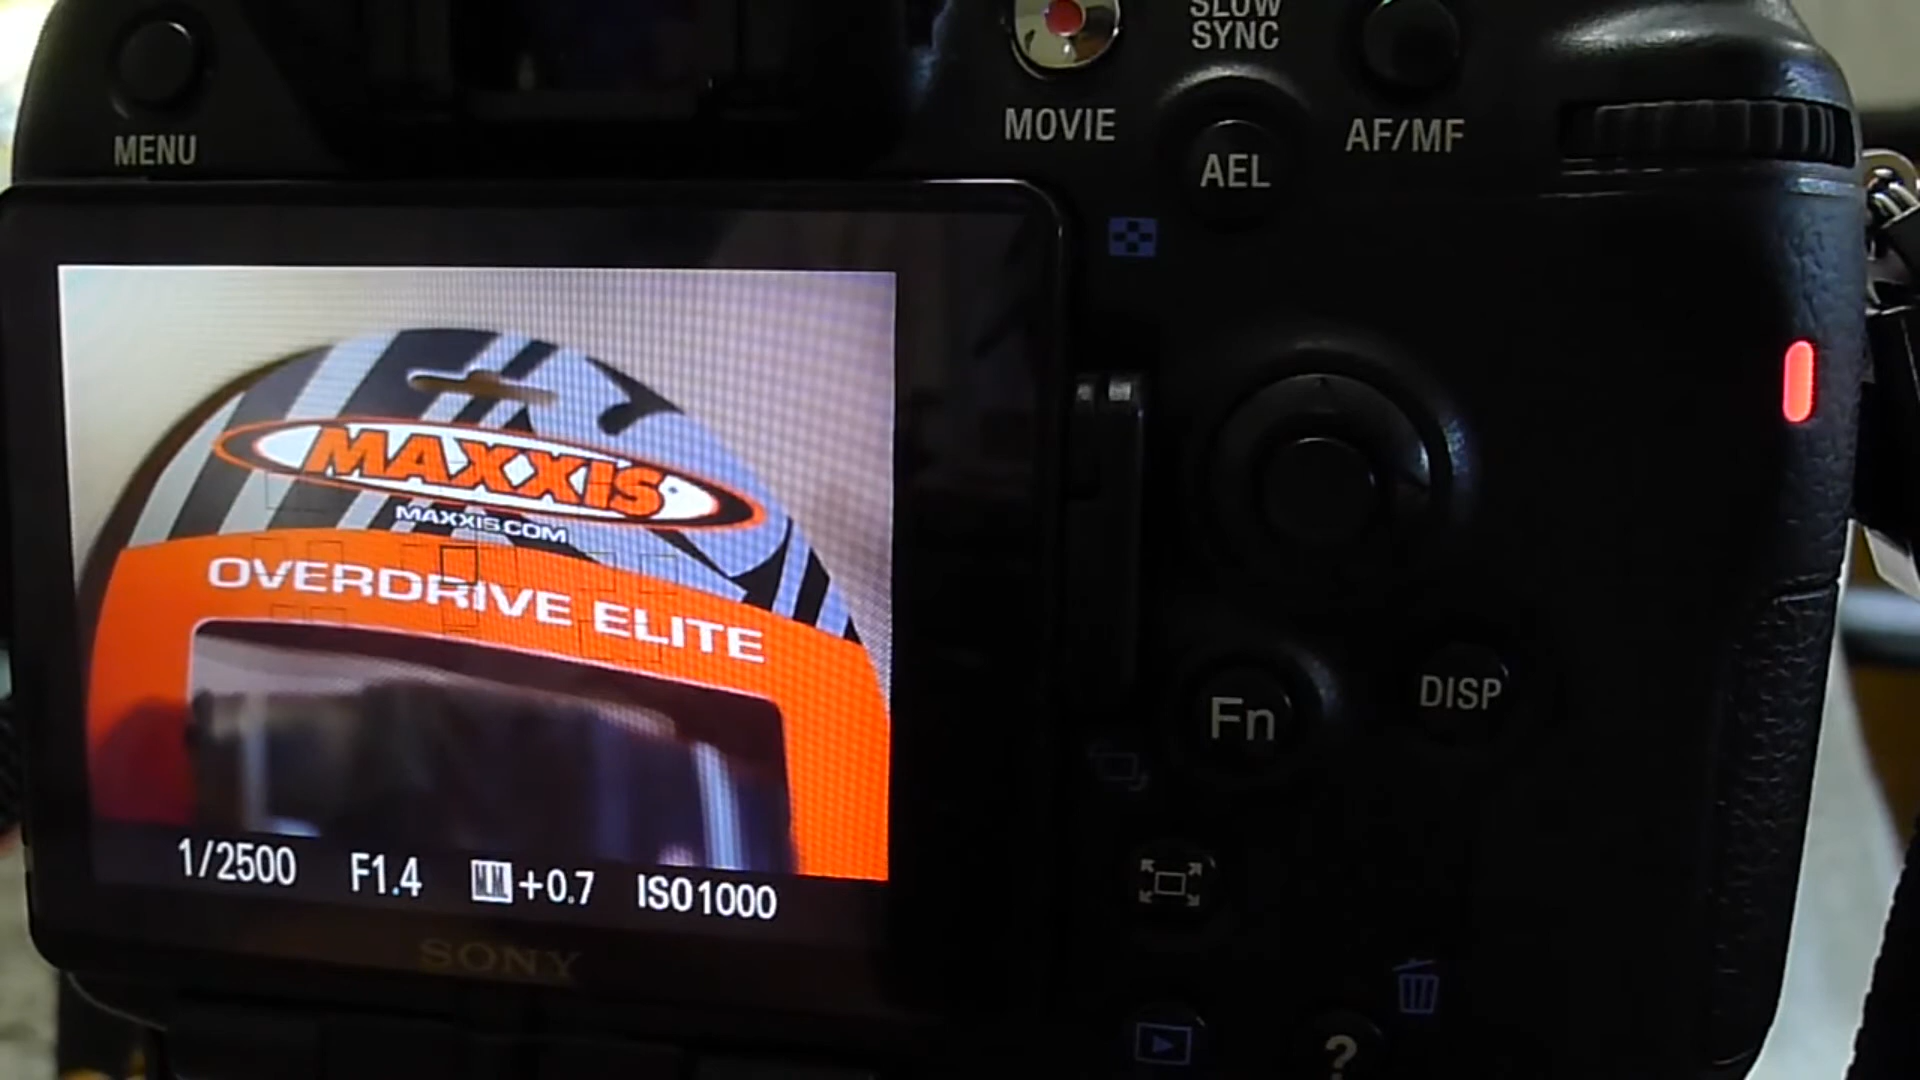 SLOW
SYNC
MENU
MOVIE
AEL
AF/MF
MAXXIS
MAXXIS.COM
OVERDRIVE ELITE
Fn
DISP
1/2500 F1.4 +0.7 ISO1000
SONY
?